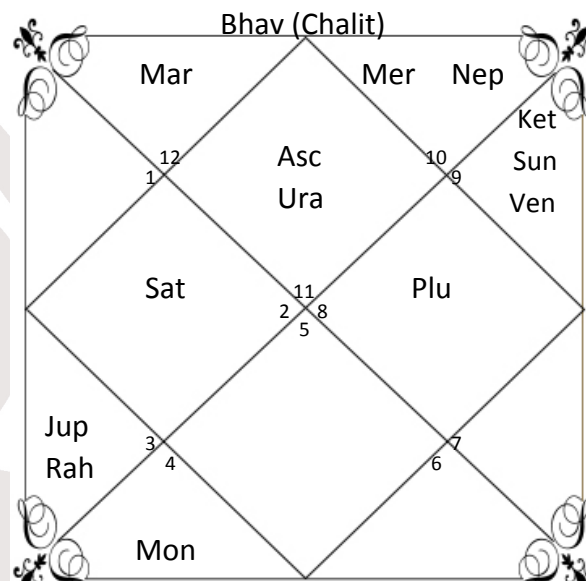 Bhav (Chalit)
Mar
Mer Nep
Ket
Sun
Ven
Asc
Ura
12
1
10
9
Sat
Plu
11
2 8
5
Jup
Rah
3
4
7
6
Mon